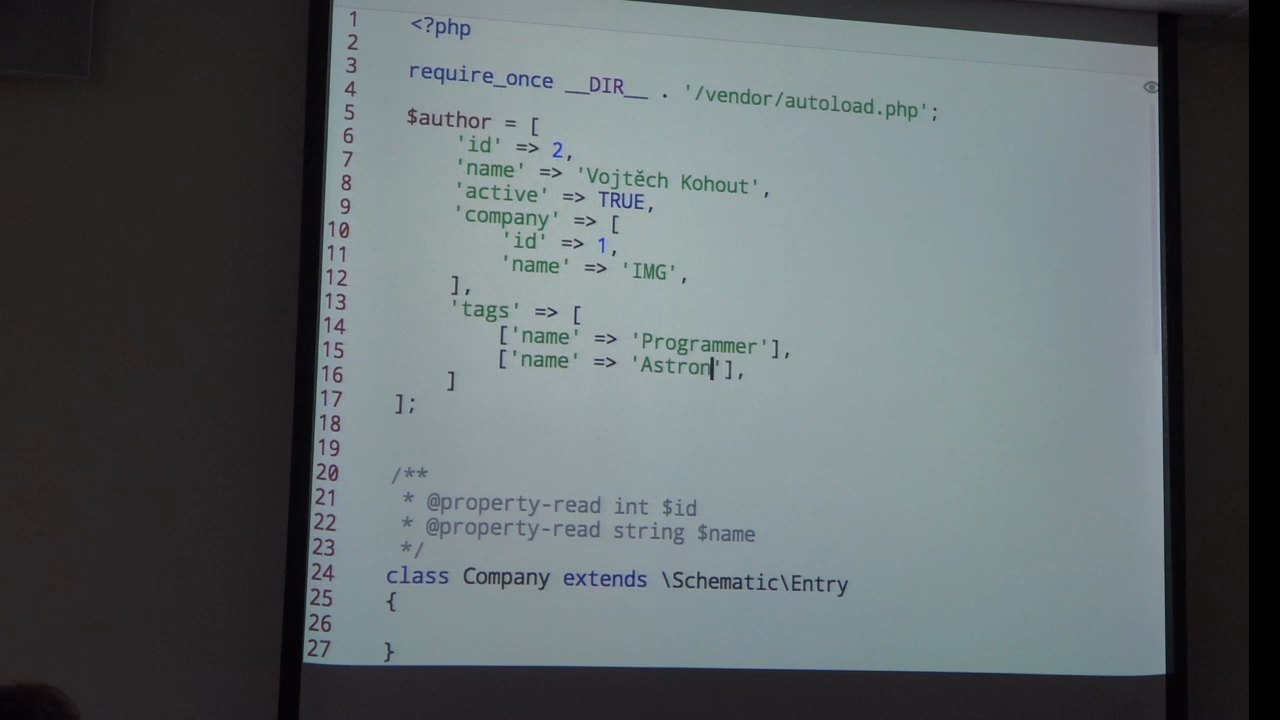 1 <?php
2
3 require_once __DIR__ . '/vendor/autoload.php';
4
5 $author = [
6 'id' => 2,
7 'name' => 'Vojtěch Kohout',
8 'active' => TRUE,
9 'company' => [
10 'id' => 1,
11 'name' => 'IMG',
12 ],
13 'tags' => [
14 ['name' => 'Programmer'],
15 ['name' => 'Astron'],
16 ]
17 ];
18
19
20 /**
21 * @property-read int $id
22 * @property-read string $name
23 */
24 class Company extends \Schematic\Entry
25 {
26
27 }